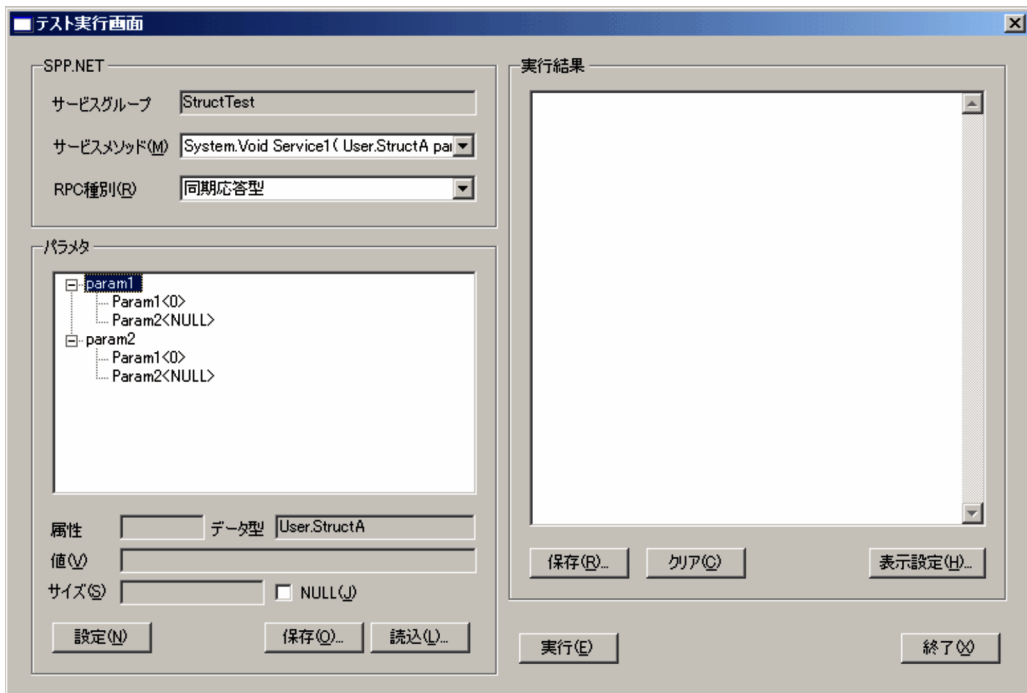 テスト実行画面
SPP.NET
サービスグループ StructTest
サービスメソッド(M) System.Void Service1( User.StructA par
RPC種別(R) 同期応答型
パラメタ
param1
Param1<0>
Param2<NULL>
param2
Param1<0>
Param2<NULL>
属性 データ型 User.StructA
値(V)
サイズ(S) NULL(J)
設定(N) 保存(O)... 読込(L)...
実行結果
保存(R)... クリア(C) 表示設定(H)...
実行(E) 終了(X)